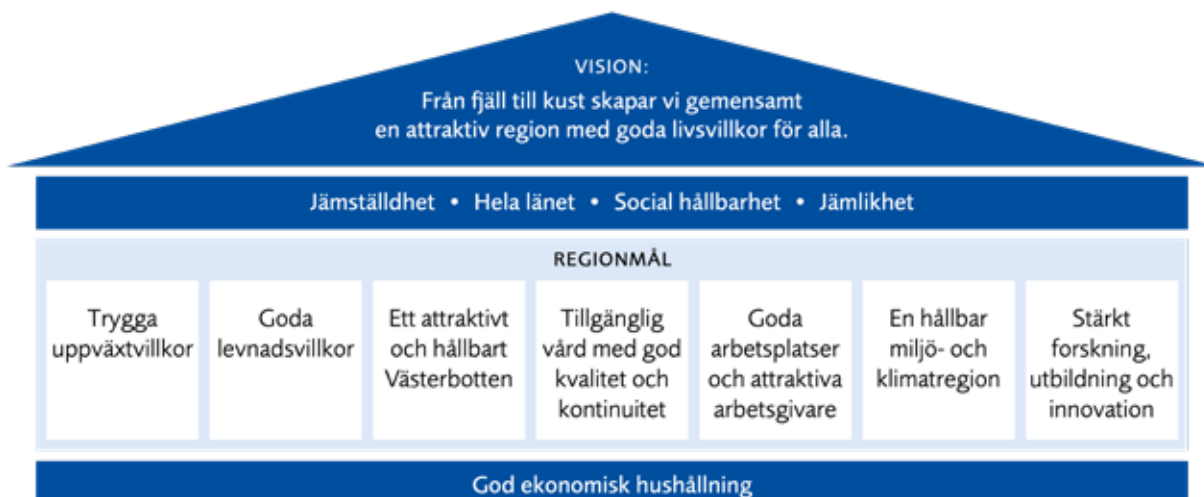 VISION:
Från fjäll till kust skapar vi gemensamt
en attraktiv region med goda livsvillkor för alla.
Jämställdhet • Hela länet • Social hållbarhet • Jämlikhet
REGIONMÅL
Trygga
uppväxtvillkor
Goda
levnadsvillkor
Ett attraktivt
och hållbart
Västerbotten
Tillgänglig
vård med god
kvalitet och
kontinuitet
Goda
arbetsplatser
och attraktiva
arbetsgivare
En hållbar
miljö- och
klimatregion
Stärkt
forskning,
utbildning och
innovation
God ekonomisk hushållning